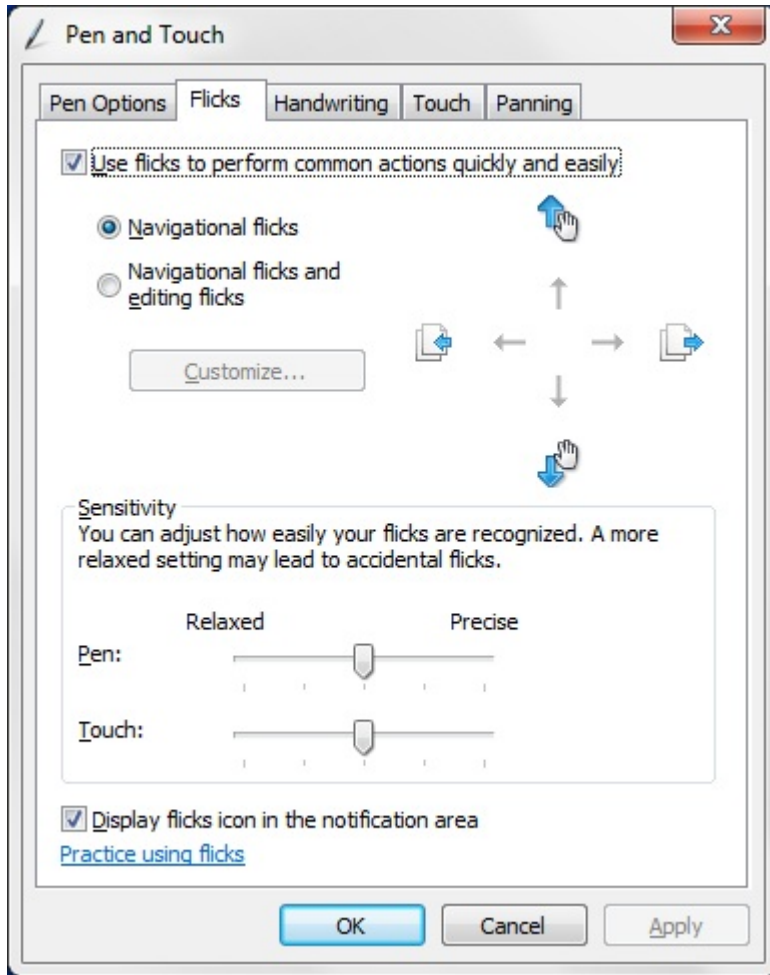 Pen and Touch
Pen Options Flicks Handwriting Touch Panning
Use flicks to perform common actions quickly and easily
Navigational flicks
Navigational flicks and
editing flicks
Customize...
Sensitivity
You can adjust how easily your flicks are recognized. A more
relaxed setting may lead to accidental flicks.
Relaxed Precise
Pen:
Touch:
Display flicks icon in the notification area
Practice using flicks
OK Cancel Apply